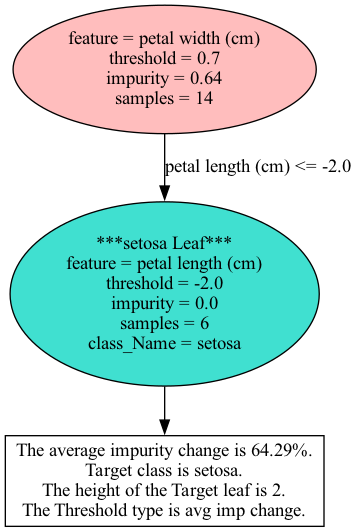 feature = petal width (cm)
threshold = 0.7
impurity = 0.64
samples = 14
petal length (cm) <= -2.0
***setosa Leaf***
feature = petal length (cm)
threshold = -2.0
impurity = 0.0
samples = 6
class_Name = setosa
The average impurity change is 64.29%.
Target class is setosa.
The height of the Target leaf is 2.
The Threshold type is avg imp change.